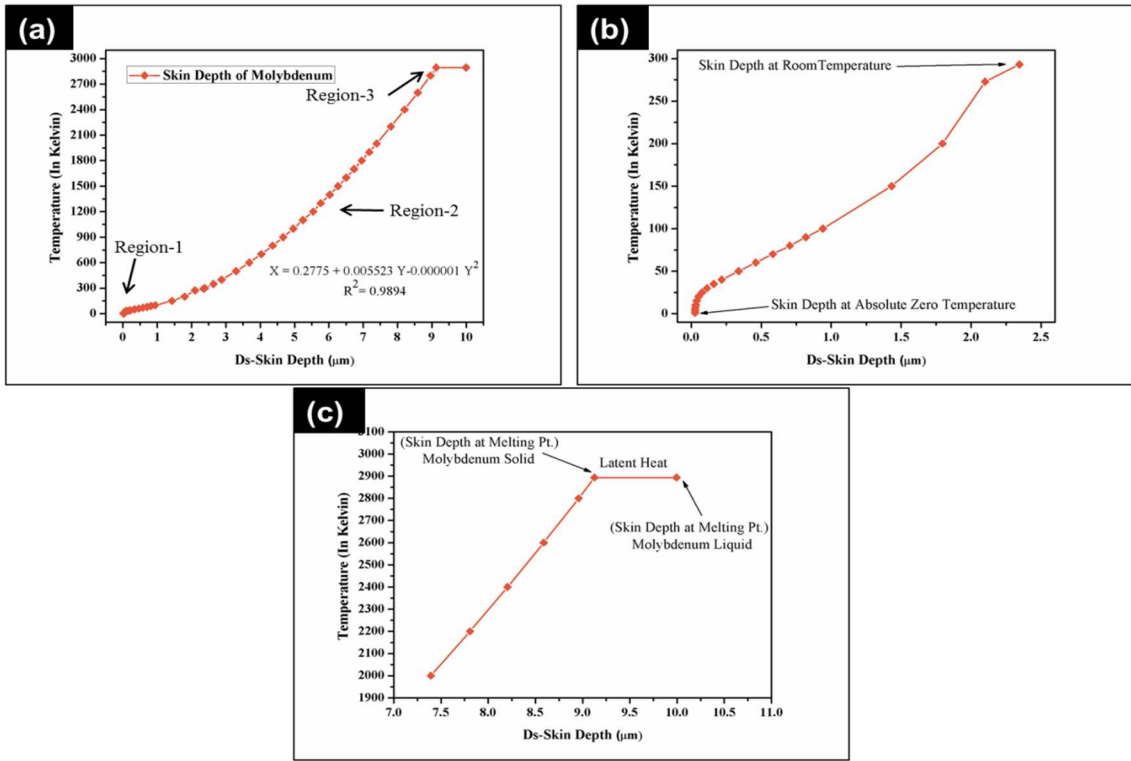 (a)
3000
2700
2400
2100
1800
1500
1200
900
600
300
0
Temperature (In Kelvin)
Skin Depth of Molybdenum
Region-3
Region-2
Region-1
X = 0.2775 + 0.005523 Y-0.000001 Y²
R²= 0.9894
0 1 2 3 4 5 6 7 8 9 10
Ds-Skin Depth (μm)
(b)
300
250
200
150
100
50
0
Temperature (In Kelvin)
Skin Depth at RoomTemperature
Skin Depth at Absolute Zero Temperature
0.0 0.5 1.0 1.5 2.0 2.5
Ds-Skin Depth (μm)
(c)
3100
3000
2900
2800
2700
2600
2500
2400
2300
2200
2100
2000
1900
Temperature (In Kelvin)
(Skin Depth at Melting Pt.)
Molybdenum Solid
Latent Heat
(Skin Depth at Melting Pt.)
Molybdenum Liquid
7.0 7.5 8.0 8.5 9.0 9.5 10.0 10.5 11.0
Ds-Skin Depth (μm)